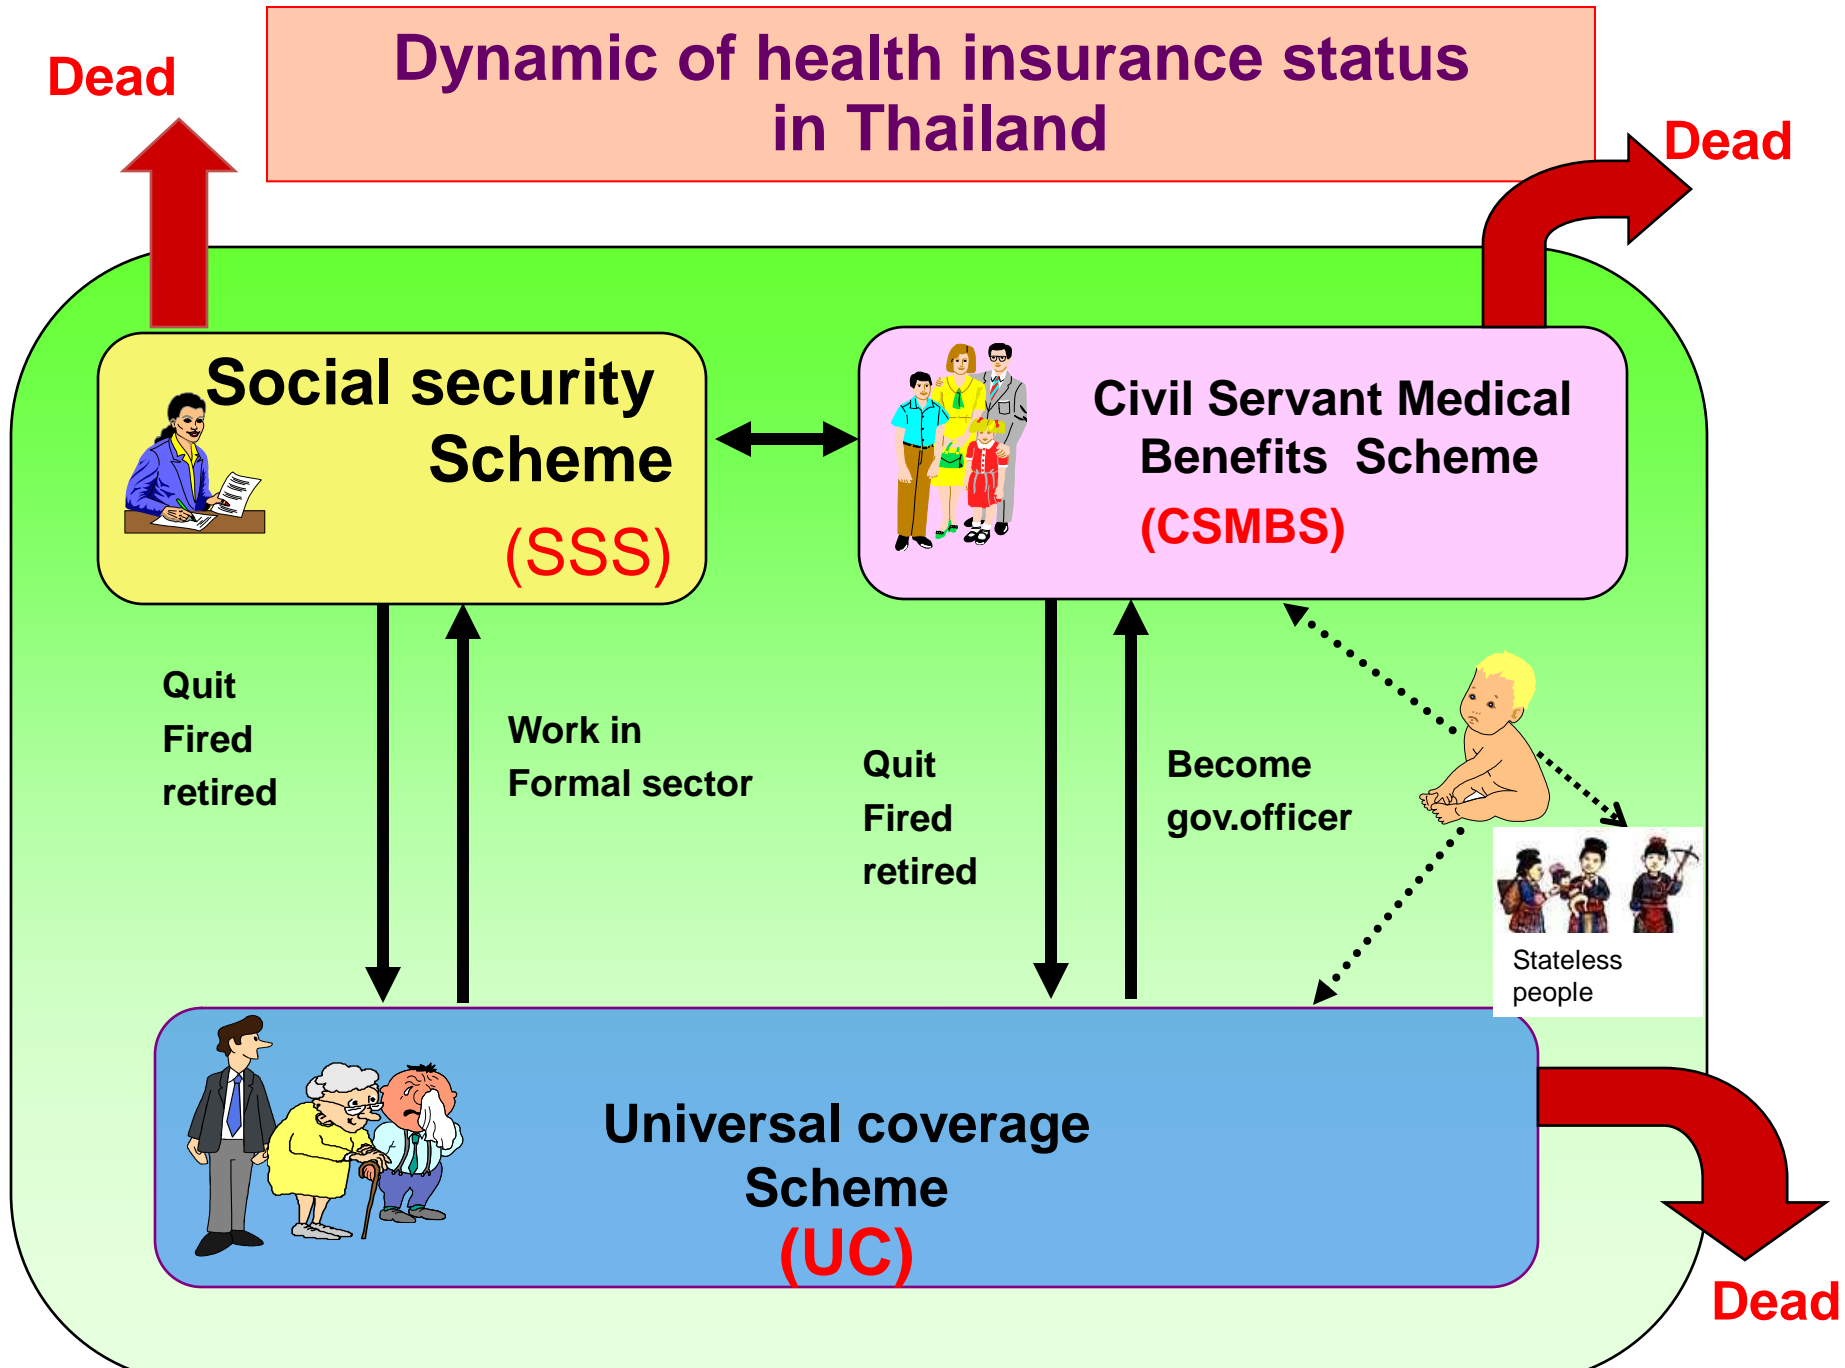 Dynamic of health insurance status
in Thailand
Dead
Dead
Social security
Scheme
(SSS)
Civil Servant Medical
Benefits Scheme
(CSMBS)
Quit
Fired
retired
Work in
Formal sector
Quit
Fired
retired
Become
gov.officer
Stateless
people
Universal coverage
Scheme
(UC)
Dead